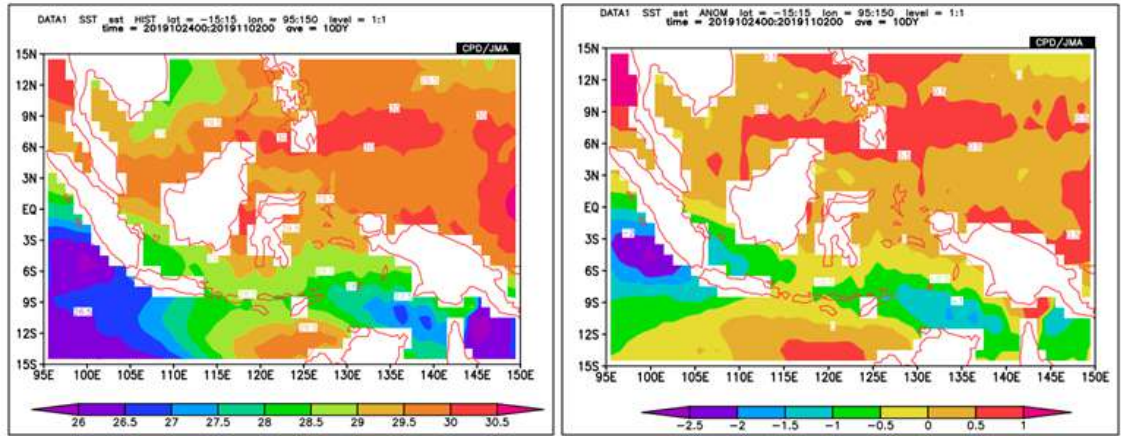 DATA1 SST sat HIST lat = -15:15 lon = 95:150 level = 1:1
time = 2019102400:2019110200 ave = 10DY
CPD/JMA
15N
12N
9N
6N
3N
EQ
3S
6S
9S
12S
15S
95E 100E 105E 110E 115E 120E 125E 130E 135E 140E 145E 150E
26 26.5 27 27.5 28 28.5 29 29.5 30 30.5
DATA1 SST sat ANOM lat = -15:15 lon = 95:150 level = 1:1
time = 2019102400:2019110200 ave = 10DY
CPD/JMA
15N
12N
9N
6N
3N
EQ
3S
6S
9S
12S
15S
95E 100E 105E 110E 115E 120E 125E 130E 135E 140E 145E 150E
-2.5 -2 -1.5 -1 -0.5 0 0.5 1